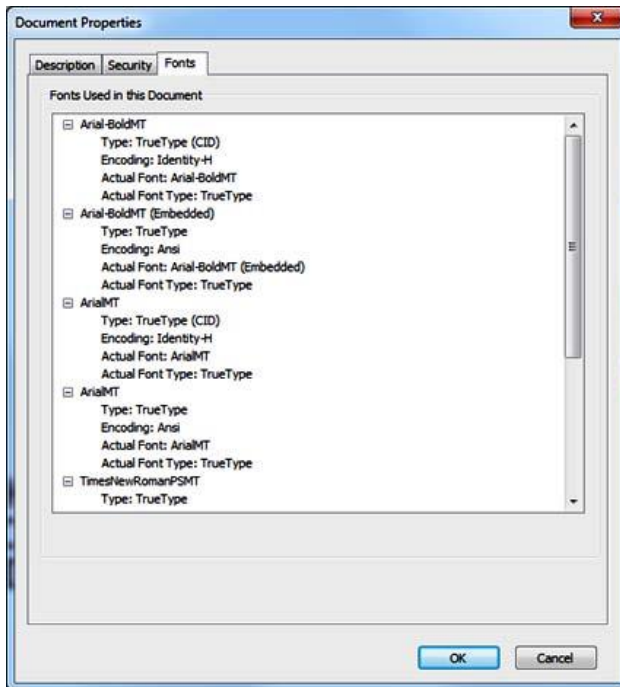 Document Properties
Description Security Fonts
Fonts Used in this Document
Arial-BoldMT
Type: TrueType (CID)
Encoding: Identity-H
Actual Font: Arial-BoldMT
Actual Font Type: TrueType
Arial-BoldMT (Embedded)
Type: TrueType
Encoding: Ansi
Actual Font: Arial-BoldMT (Embedded)
Actual Font Type: TrueType
ArialMT
Type: TrueType (CID)
Encoding: Identity-H
Actual Font: ArialMT
Actual Font Type: TrueType
ArialMT
Type: TrueType
Encoding: Ansi
Actual Font: ArialMT
Actual Font Type: TrueType
TimesNewRomanPSMT
Type: TrueType
OK Cancel